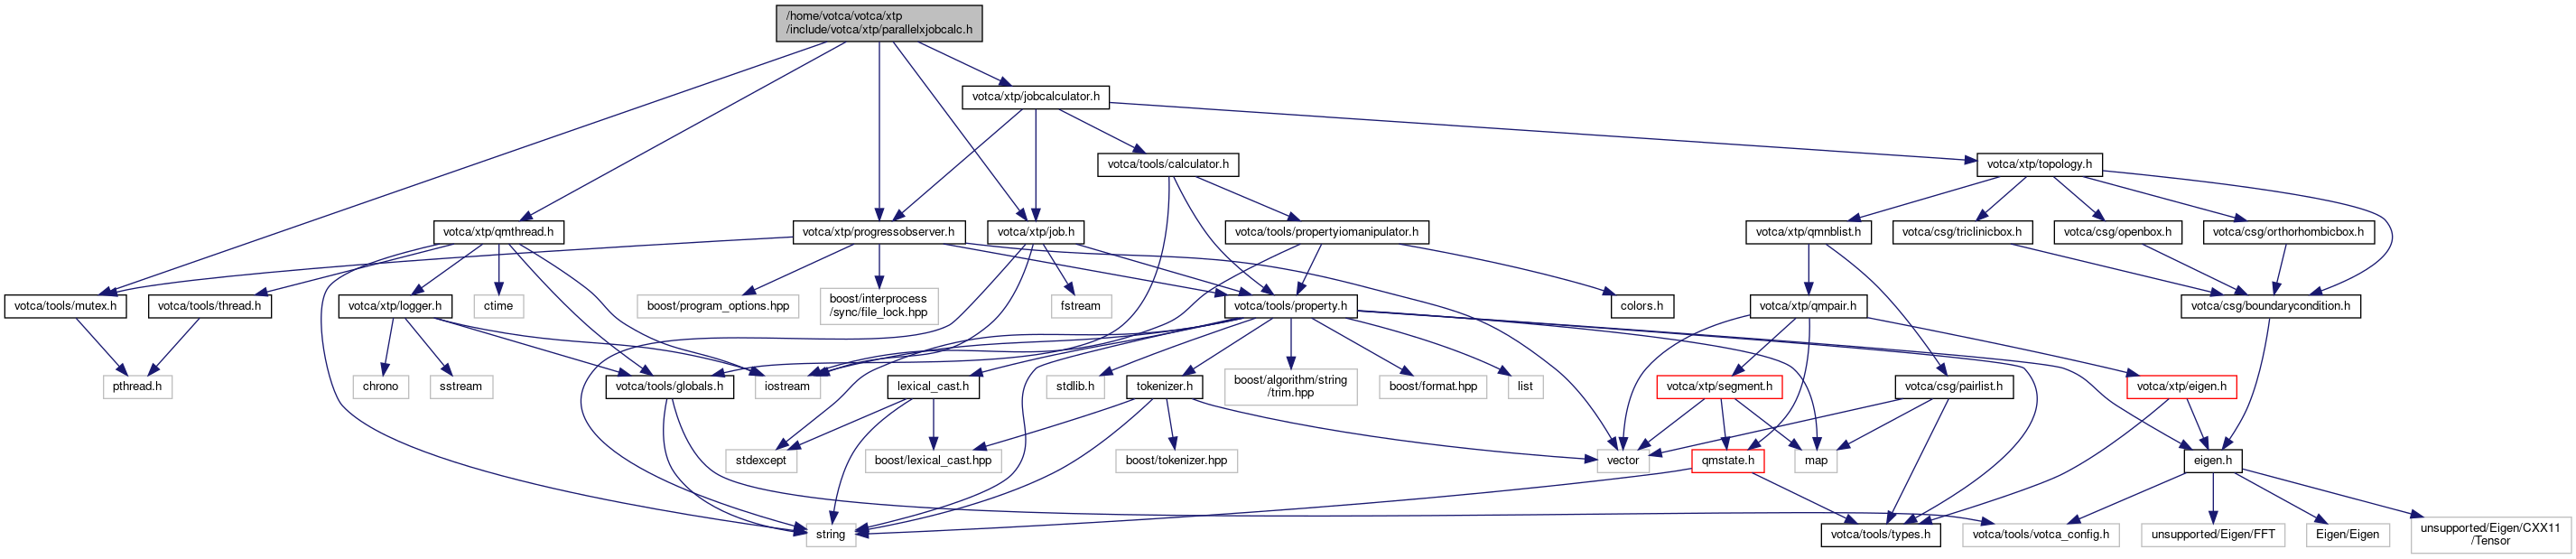 /home/votca/votca/xtp
/include/votca/xtp/parallelxjobcalc.h
votca/xtp/jobcalculator.h
votca/tools/calculator.h
votca/xtp/topology.h
votca/xtp/qmthread.h
votca/xtp/progressobserver.h
votca/xtp/job.h
votca/tools/propertyiomanipulator.h
votca/xtp/qmnblist.h
votca/csg/triclinicbox.h
votca/csg/openbox.h
votca/csg/orthorhombicbox.h
votca/tools/mutex.h
votca/tools/thread.h
votca/xtp/logger.h
ctime
boost/program_options.hpp
boost/interprocess
/sync/file_lock.hpp
fstream
votca/tools/property.h
colors.h
votca/xtp/qmpair.h
votca/csg/boundarycondition.h
pthread.h
chrono
sstream
votca/tools/globals.h
iostream
lexical_cast.h
stdlib.h
tokenizer.h
boost/algorithm/string
/trim.hpp
boost/format.hpp
list
votca/xtp/segment.h
votca/csg/pairlist.h
votca/xtp/eigen.h
stdexcept
boost/lexical_cast.hpp
boost/tokenizer.hpp
vector
qmstate.h
map
eigen.h
string
votca/tools/types.h
votca/tools/votca_config.h
unsupported/Eigen/FFT
Eigen/Eigen
unsupported/Eigen/CXX11
/Tensor